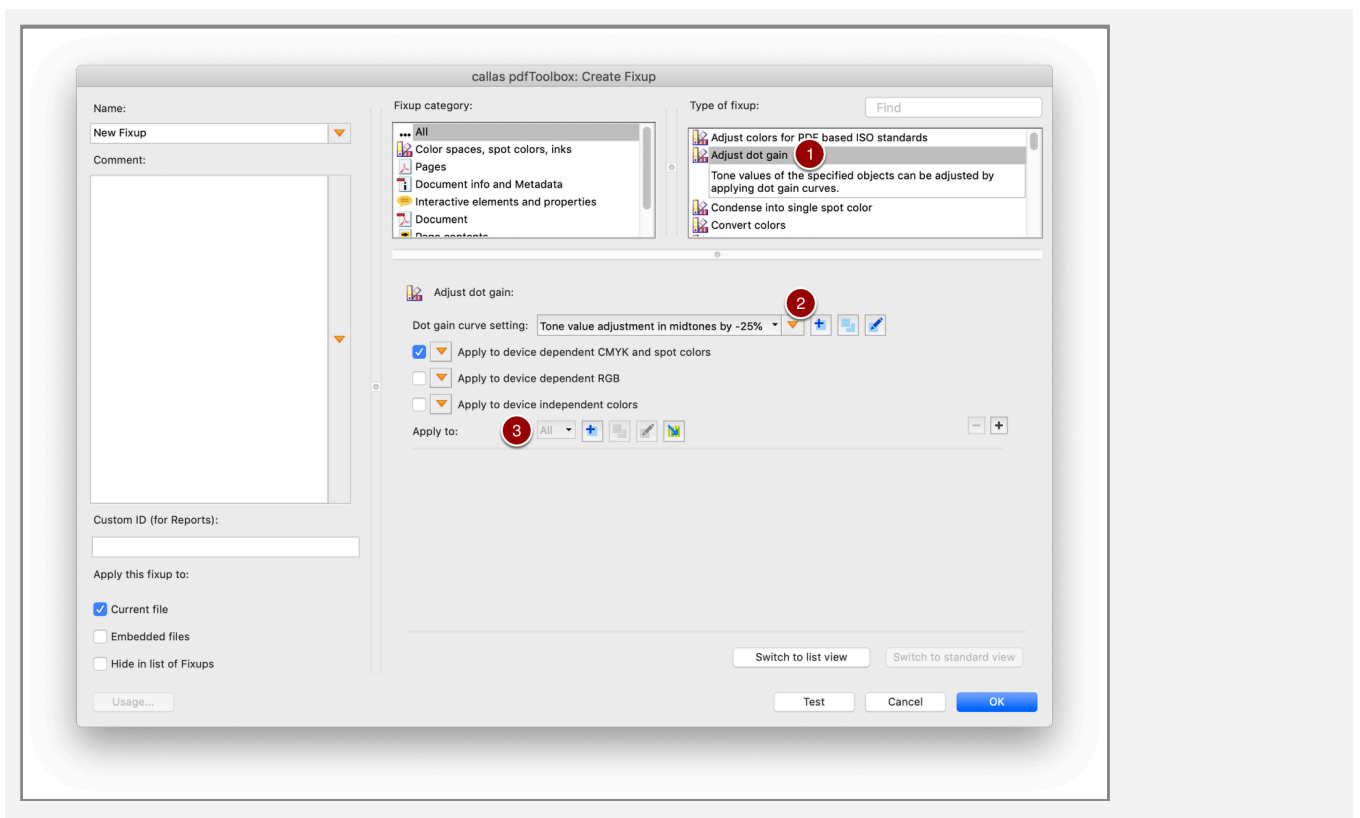 callas pdfToolbox: Create Fixup
Name:
New Fixup
Comment:
Custom ID (for Reports):
Apply this fixup to:
Current file
Embedded files
Hide in list of Fixups
Usage...
Fixup category:
All
Color spaces, spot colors, inks
Pages
Document info and Metadata
Interactive elements and properties
Document
Page contents
Type of fixup:
Find
Adjust colors for PDF based ISO standards
Adjust dot gain
1
Tone values of the specified objects can be adjusted by
applying dot gain curves.
Condense into single spot color
Convert colors
Adjust dot gain:
2
Dot gain curve setting: Tone value adjustment in midtones by -25%
Apply to device dependent CMYK and spot colors
Apply to device dependent RGB
Apply to device independent colors
Apply to: 3 All
Switch to list view Switch to standard view
Test Cancel OK